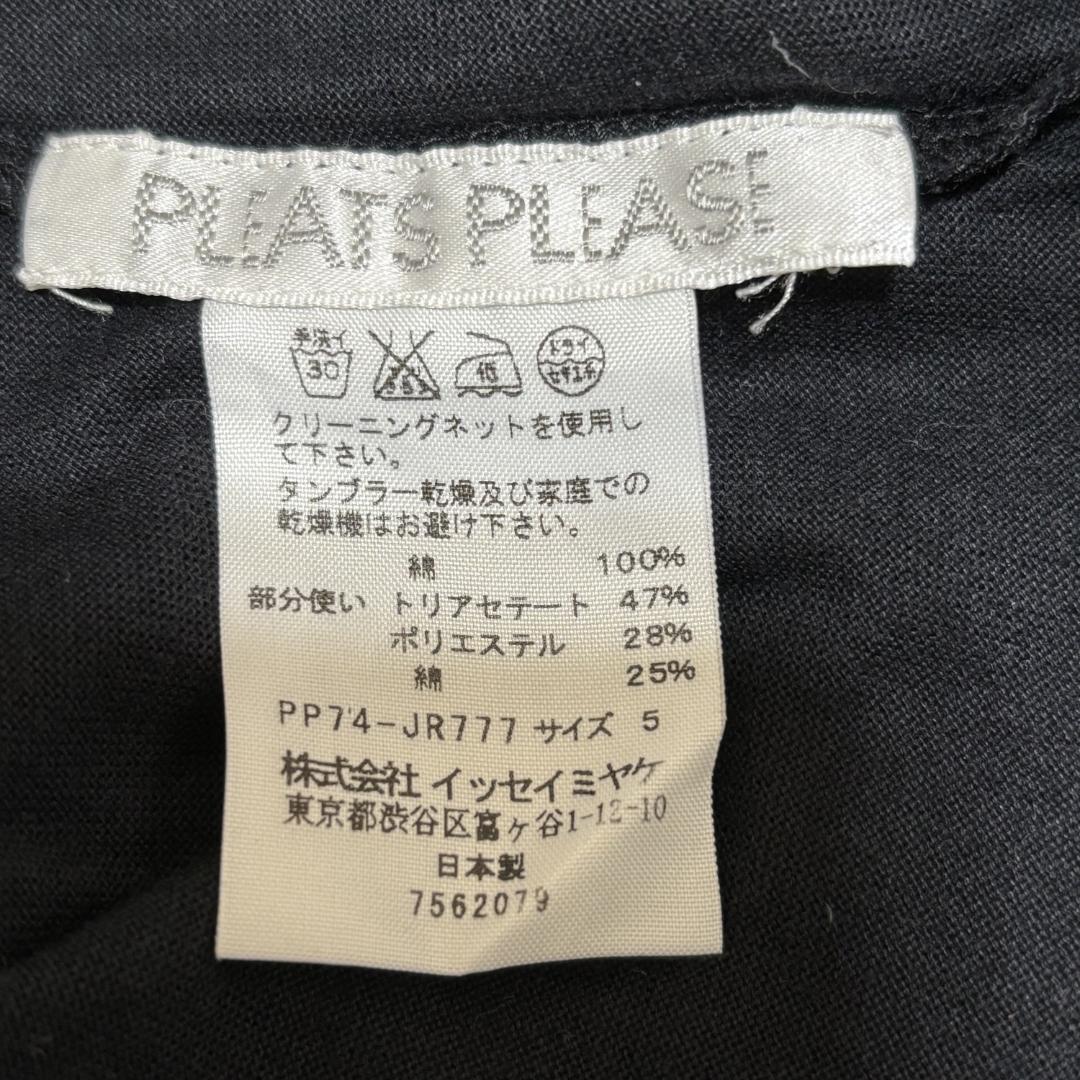 PLEATS PLEASE
手洗イ 30 低 ドライ セキユ系
クリーニングネットを使用し
て下さい。
タンブラー乾燥及び家庭での
乾燥機はお避け下さい。
綿 100%
部分使い トリアセテート 47%
ポリエステル 28%
綿 25%
PP74-JR777 サイズ 5
株式会社 イッセイミヤケ
東京都渋谷区富ヶ谷1-12-10
日本製
7562079